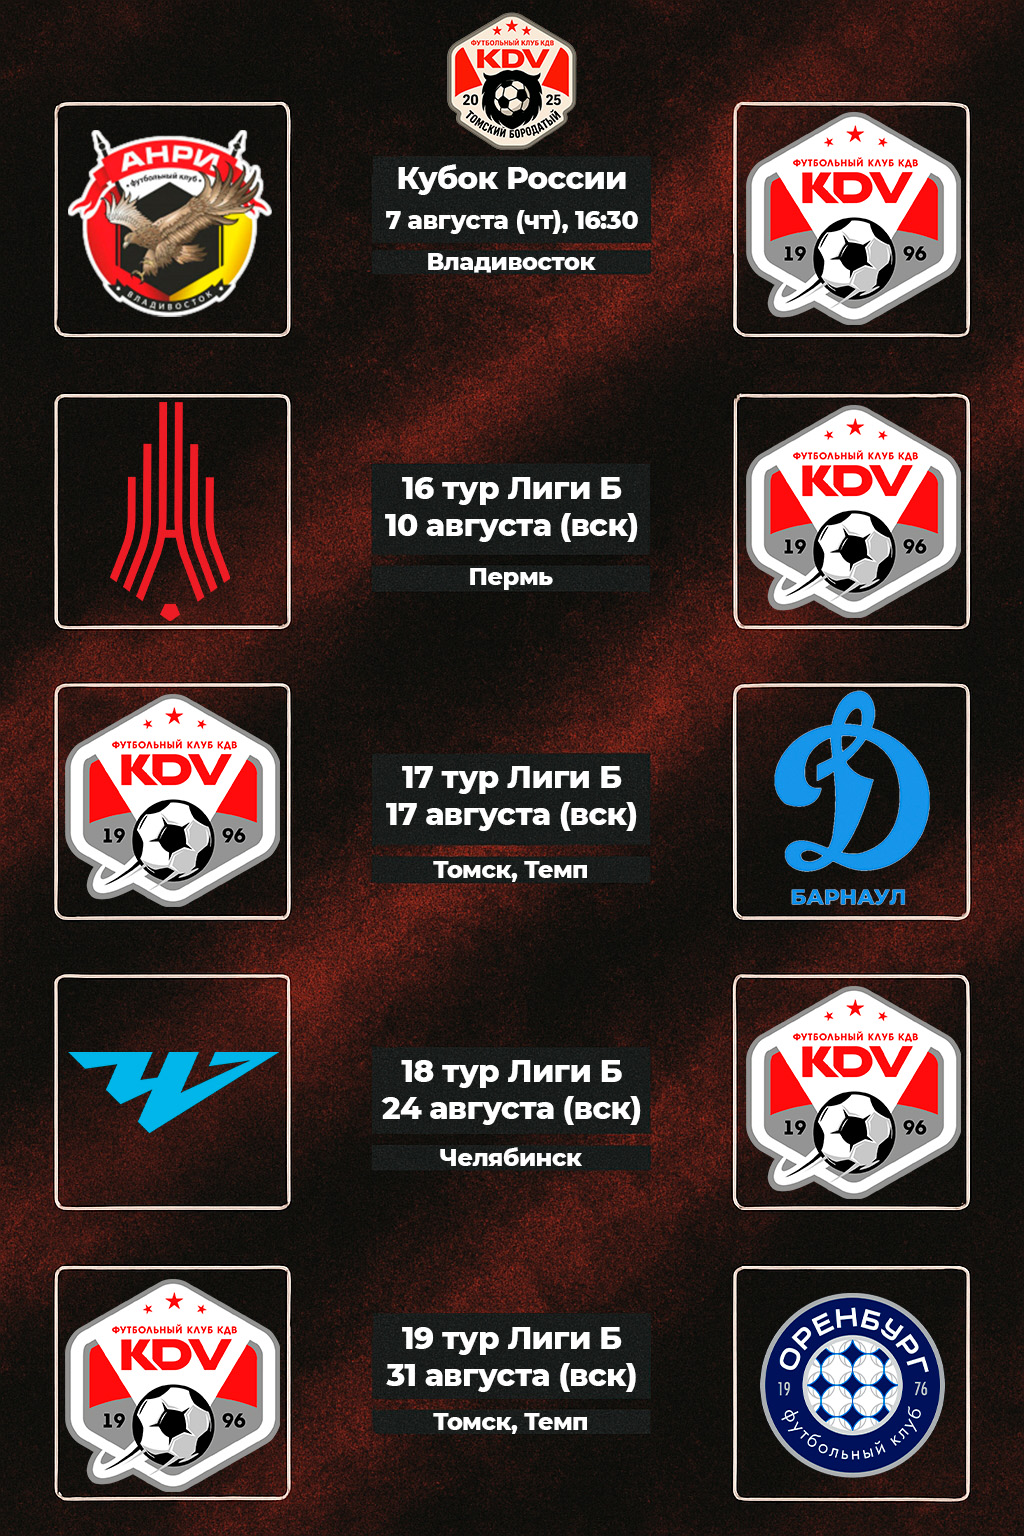 ФУТБОЛЬНЫЙ КЛУБ КДВ
KDV
20 25
ТОМСКИЙ БОРОДАТЫЙ
АНРИ
футбольный клуб
ВЛАДИВОСТОК
Кубок России
7 августа (чт), 16:30
Владивосток
ФУТБОЛЬНЫЙ КЛУБ КДВ
KDV
19 96
16 тур Лиги Б
10 августа (вск)
Пермь
ФУТБОЛЬНЫЙ КЛУБ КДВ
KDV
19 96
ФУТБОЛЬНЫЙ КЛУБ КДВ
KDV
19 96
17 тур Лиги Б
17 августа (вск)
Томск, Темп
Д
БАРНАУЛ
18 тур Лиги Б
24 августа (вск)
Челябинск
ФУТБОЛЬНЫЙ КЛУБ КДВ
KDV
19 96
ФУТБОЛЬНЫЙ КЛУБ КДВ
KDV
19 96
19 тур Лиги Б
31 августа (вск)
Томск, Темп
ОРЕНБУРГ
19 76
футбольный клуб